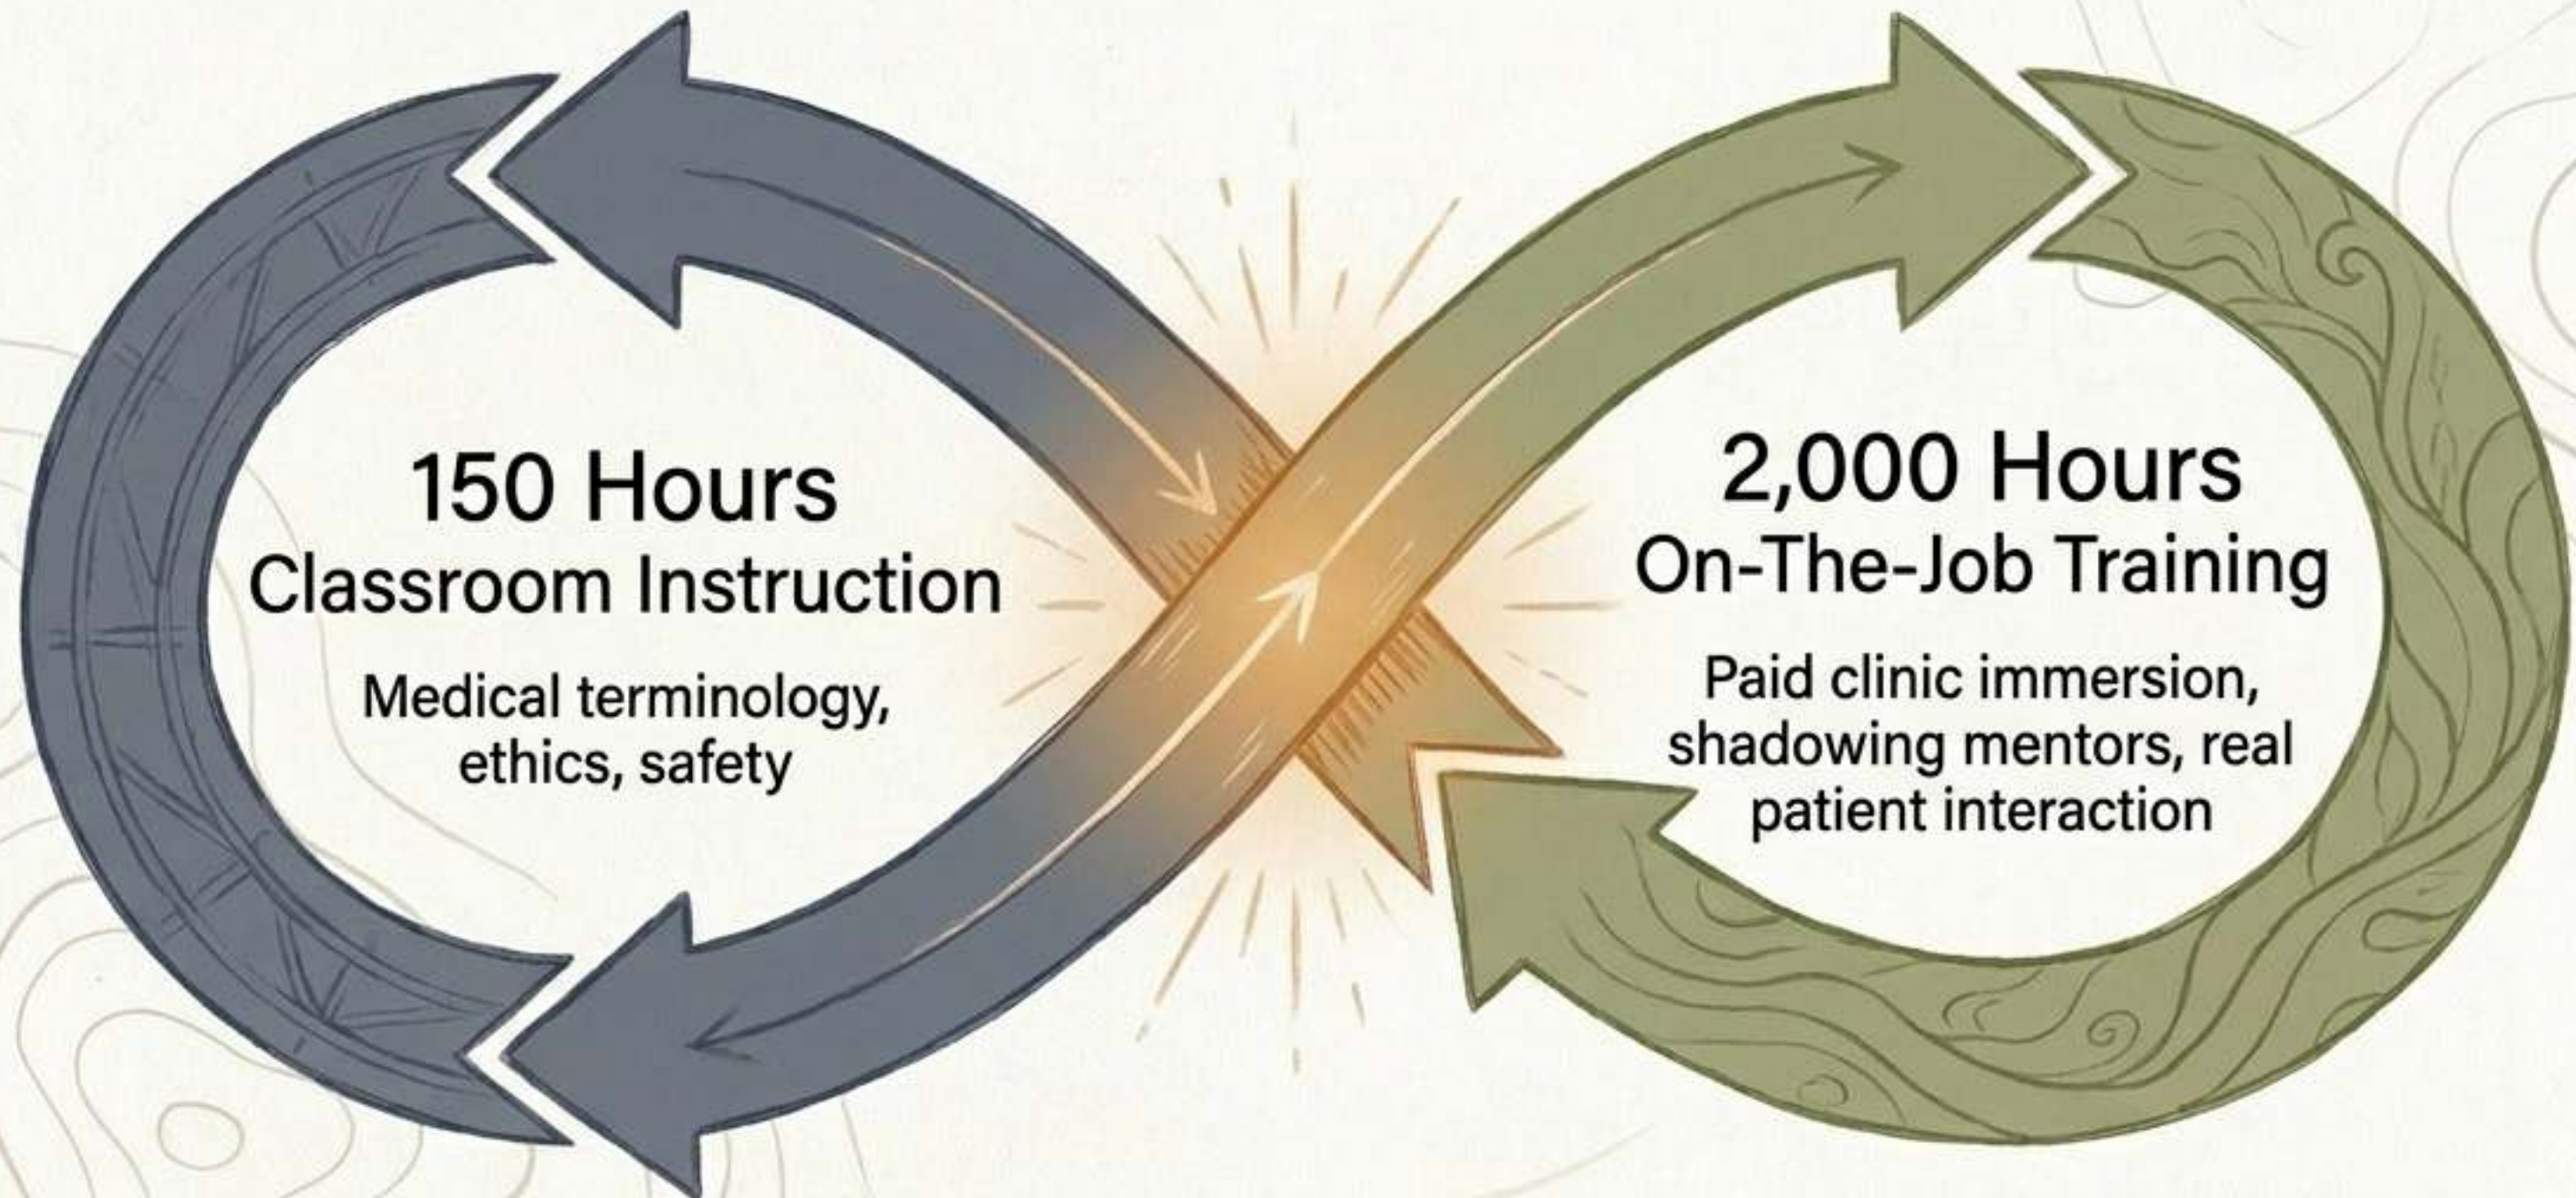 150 Hours
Classroom Instruction
Medical terminology,
ethics, safety
2,000 Hours
On-The-Job Training
Paid clinic immersion,
shadowing mentors, real
patient interaction